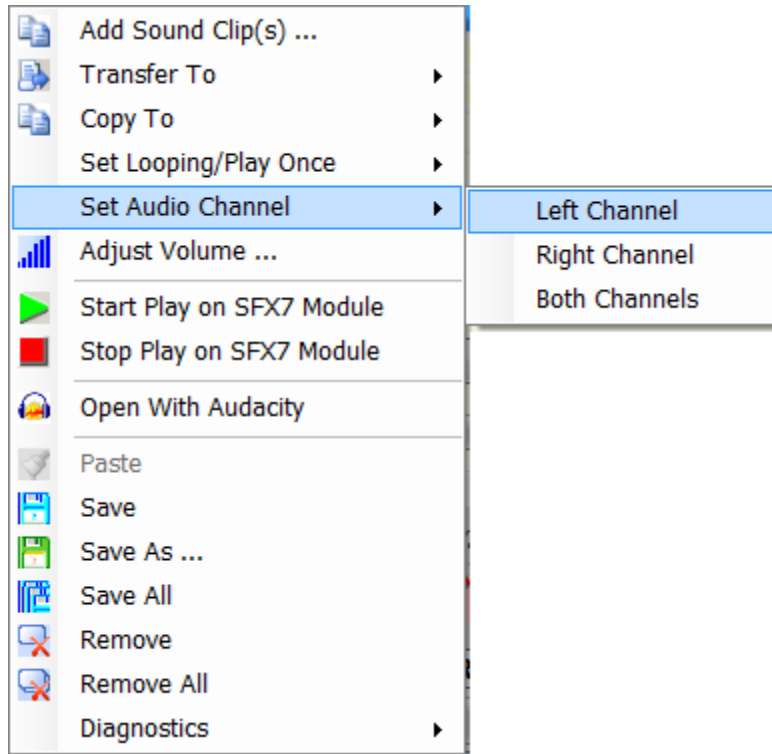 Add Sound Clip(s) ...
Transfer To
Copy To
Set Looping/Play Once
Set Audio Channel
Left Channel
Adjust Volume ...
Right Channel
Both Channels
Start Play on SFX7 Module
Stop Play on SFX7 Module
Open With Audacity
Paste
Save
Save As ...
Save All
Remove
Remove All
Diagnostics